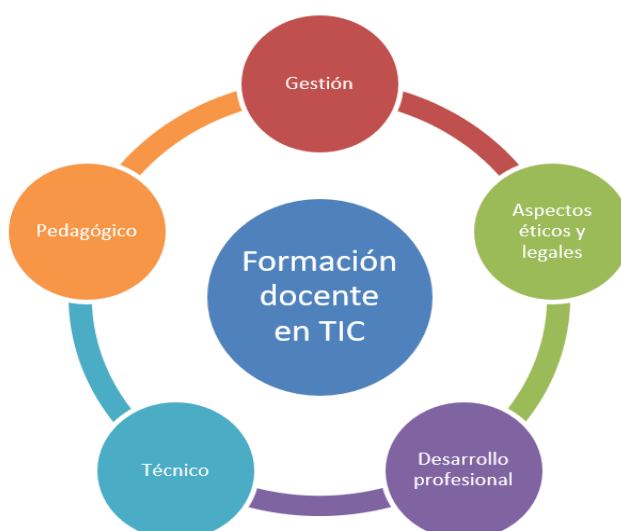 Gestión
Aspectos
éticos y
legales
Desarrollo
profesional
Técnico
Pedagógico
Formación
docente
en TIC